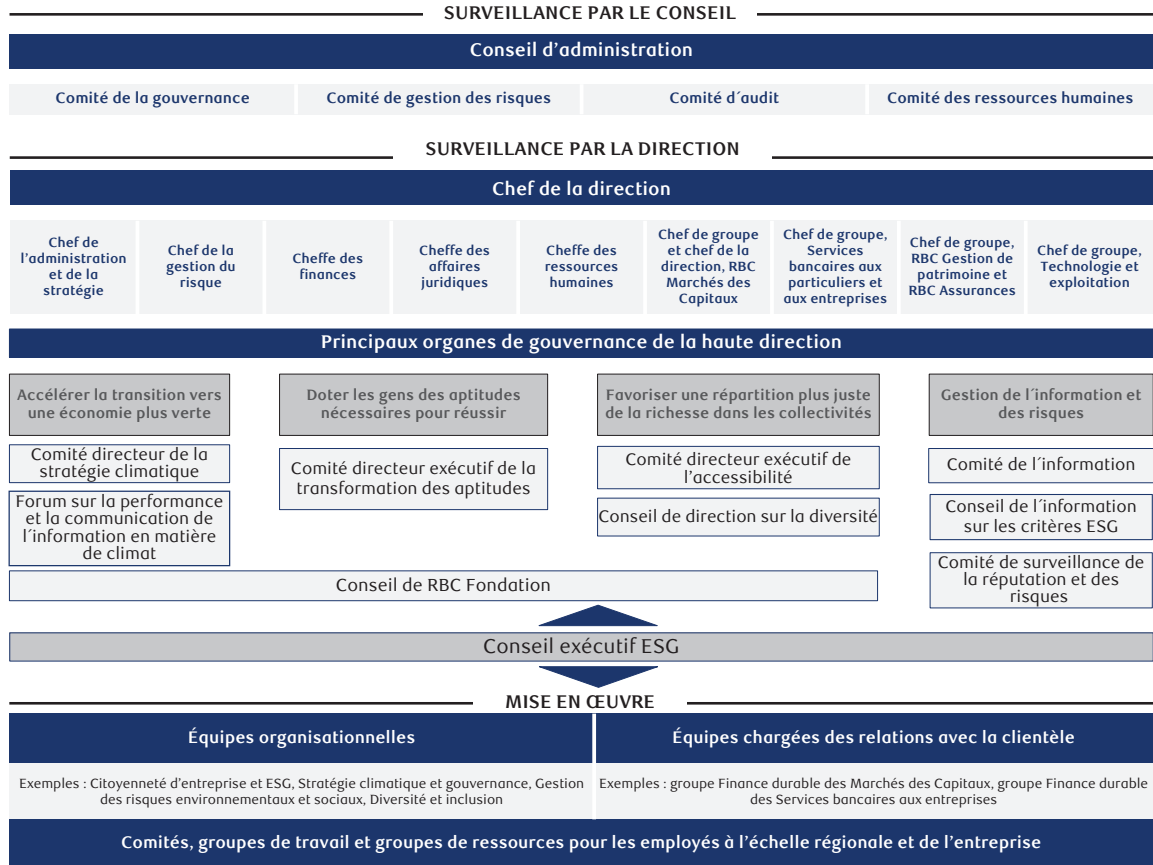 SURVEILLANCE PAR LE CONSEIL
Conseil d’administration
Comité de la gouvernance
Comité de gestion des risques
Comité d´audit
Comité des ressources humaines
SURVEILLANCE PAR LA DIRECTION
Chef de la direction
Chef de
l’administration
et de la
stratégie
Chef de la
gestion du
risque
Cheffe des
finances
Cheffe des
affaires
juridiques
Cheffe des
ressources
humaines
Chef de groupe
et chef de la
direction, RBC
Marchés des
Capitaux
Chef de groupe,
Services
bancaires aux
particuliers et
aux entreprises
Chef de groupe,
RBC Gestion de
patrimoine et
RBC Assurances
Chef de groupe,
Technologie et
exploitation
Principaux organes de gouvernance de la haute direction
Accélérer la transition vers
une économie plus verte
Comité directeur de la
stratégie climatique
Forum sur la performance
et la communication de
l´information en matière
de climat
Doter les gens des aptitudes
nécessaires pour réussir
Comité directeur exécutif de la
transformation des aptitudes
Favoriser une répartition plus juste
de la richesse dans les collectivités
Comité directeur exécutif de
l’accessibilité
Conseil de direction sur la diversité
Gestion de l´information et
des risques
Comité de l´information
Conseil de l´information
sur les critères ESG
Comité de surveillance de
la réputation et des
risques
Conseil de RBC Fondation
Conseil exécutif ESG
MISE EN ŒUVRE
Équipes organisationnelles
Exemples : Citoyenneté d’entreprise et ESG, Stratégie climatique et gouvernance, Gestion
des risques environnementaux et sociaux, Diversité et inclusion
Équipes chargées des relations avec la clientèle
Exemples : groupe Finance durable des Marchés des Capitaux, groupe Finance durable
des Services bancaires aux entreprises
Comités, groupes de travail et groupes de ressources pour les employés à l’échelle régionale et de l’entreprise